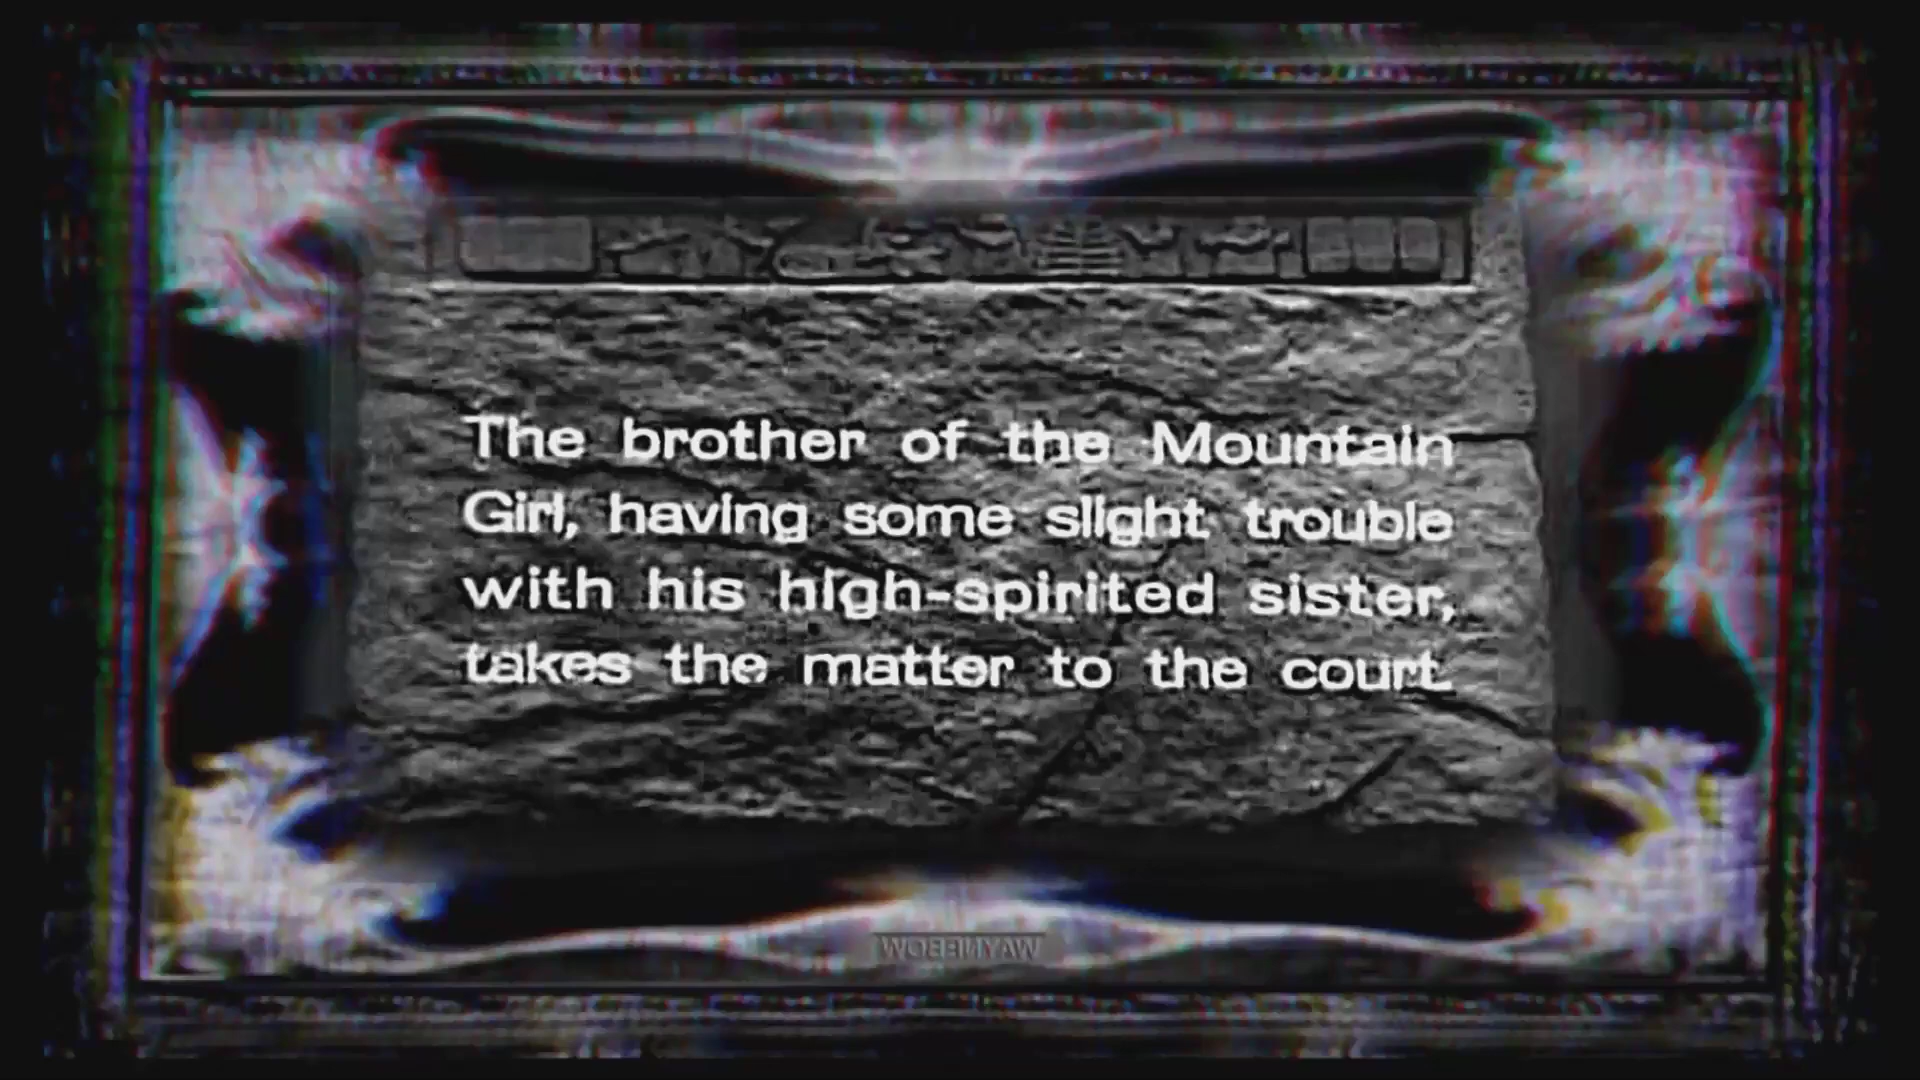 The brother of the Mountain
Girl, having some slight trouble
with his high-spirited sister,
takes the matter to the court.